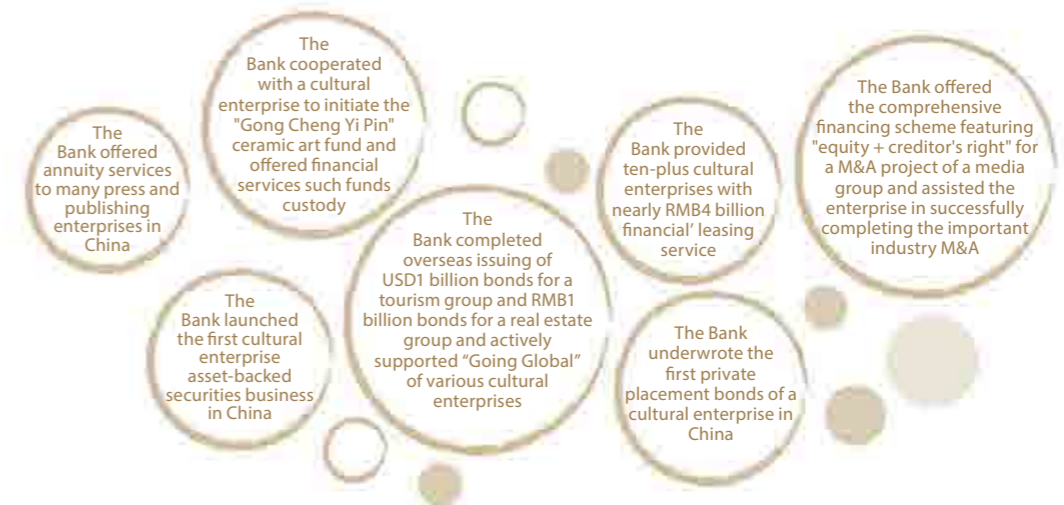 The
Bank offered
annuity services
to many press and
publishing
enterprises in
China
The
Bank cooperated
with a cultural
enterprise to initiate the
"Gong Cheng Yi Pin"
ceramic art fund and
offered financial
services such funds
custody
The
Bank launched
the first cultural
enterprise
asset-backed
securities business
in China
The
Bank completed
overseas issuing of
USD1 billion bonds for a
tourism group and RMB1
billion bonds for a real estate
group and actively
supported “Going Global”
of various cultural
enterprises
The
Bank provided
ten-plus cultural
enterprises with
nearly RMB4 billion
financial’ leasing
service
The Bank
underwrote the
first private
placement bonds of a
cultural enterprise in
China
The Bank offered
the comprehensive
financing scheme featuring
"equity + creditor's right" for
a M&A project of a media
group and assisted the
enterprise in successfully
completing the important
industry M&A